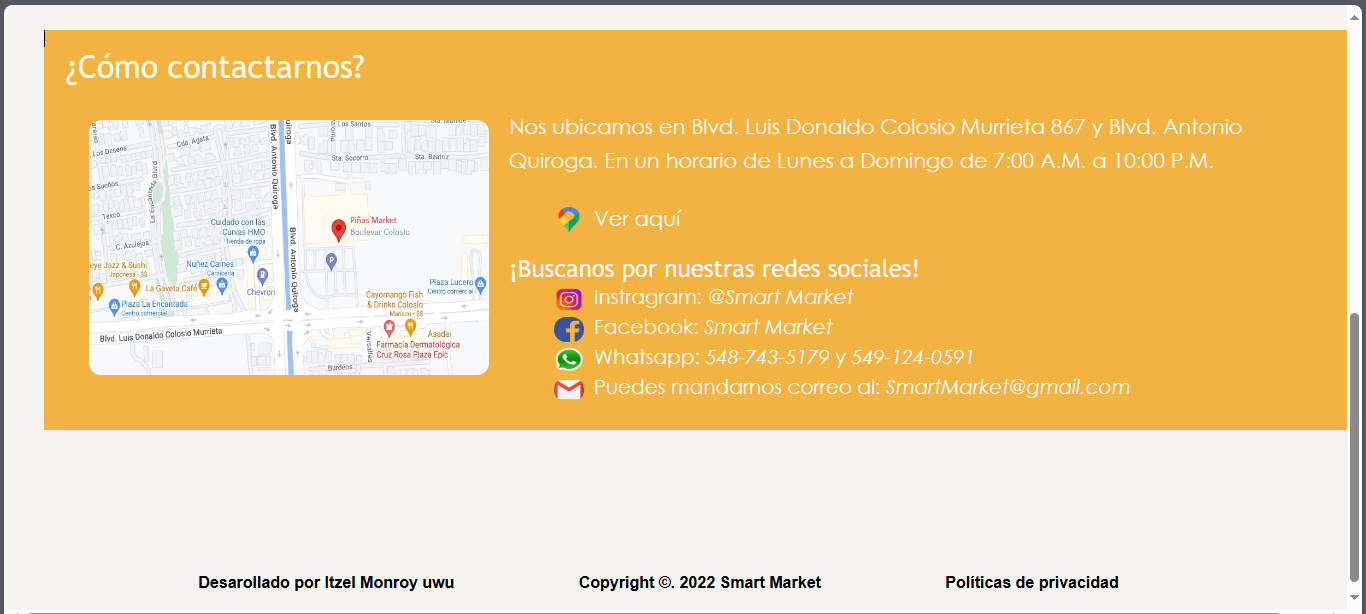 ¿Cómo contactarnos?
Nos ubicamos en Blvd. Luis Donaldo Colosio Murrieta 867 y Blvd. Antonio
Quiroga. En un horario de Lunes a Domingo de 7:00 A.M. a 10:00 P.M.
Ver aquí
¡Buscanos por nuestras redes sociales!
Instragram: @Smart Market
Facebook: Smart Market
Whatsapp: 548-743-5179 y 549-124-0591
Puedes mandarnos correo al: SmartMarket@gmail.com
Los Santos
Cda. Agata
Los Deseos
Sta. Socorro
Sta. Beatriz
La Encantada Blvd
Blvd. Antonio Quiroga
Taxco
C. Azulejos
Cuidado con las
Curvas HMO
Tienda de ropa
Piñas Market
Boulevar Colosio
P
eye Jazz & Sushi
Japonesa - $$
Nuñez Carnes
Carnicería
La Gaveta Café
Chevron
Plaza Lucero
Centro comercial
Plaza La Encantada
Centro comercial
Cayomango Fish
& Drinks Colosio
Marisco - $$
Blvd. Luis Donaldo Colosio Murrieta
Blvd. Antonio Quiroga
Versalles
Asades
Farmacia Dermatológica
Cruz Rosa Plaza Epic
Burdeos
Desarollado por Itzel Monroy uwu
Copyright ©. 2022 Smart Market
Políticas de privacidad